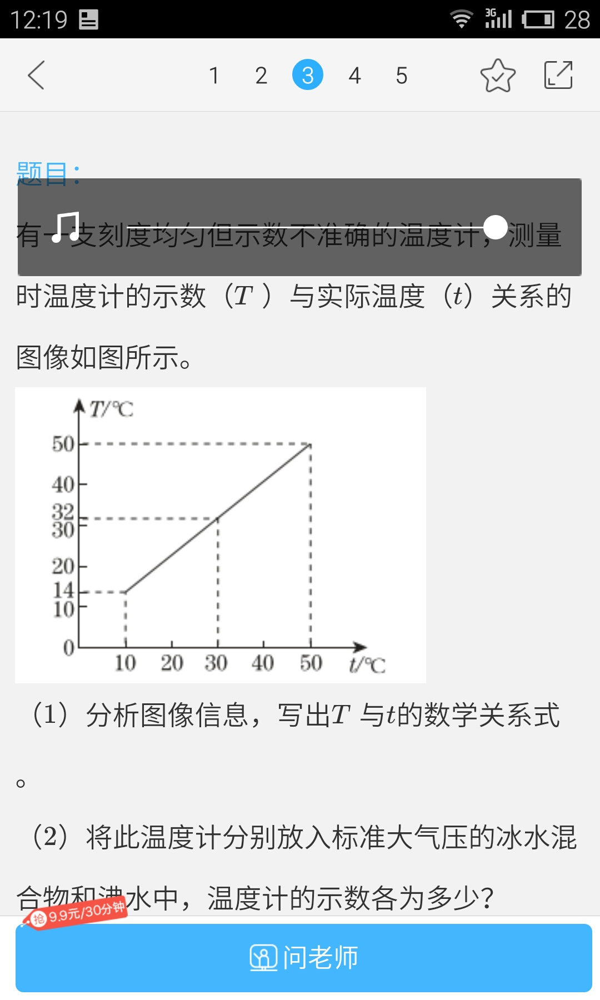 12:19
3G
28
1 2 3 4 5
题目：
有一支刻度均匀但示数不准确的温度计，测量
时温度计的示数（T）与实际温度（t）关系的
图像如图所示。
T/℃
50
40
32
30
20
14
10
0
10 20 30 40 50 t/℃
（1）分析图像信息，写出T 与t的数学关系式
。
（2）将此温度计分别放入标准大气压的冰水混
合物和沸水中，温度计的示数各为多少？
抢 9.9元/30分钟
问老师